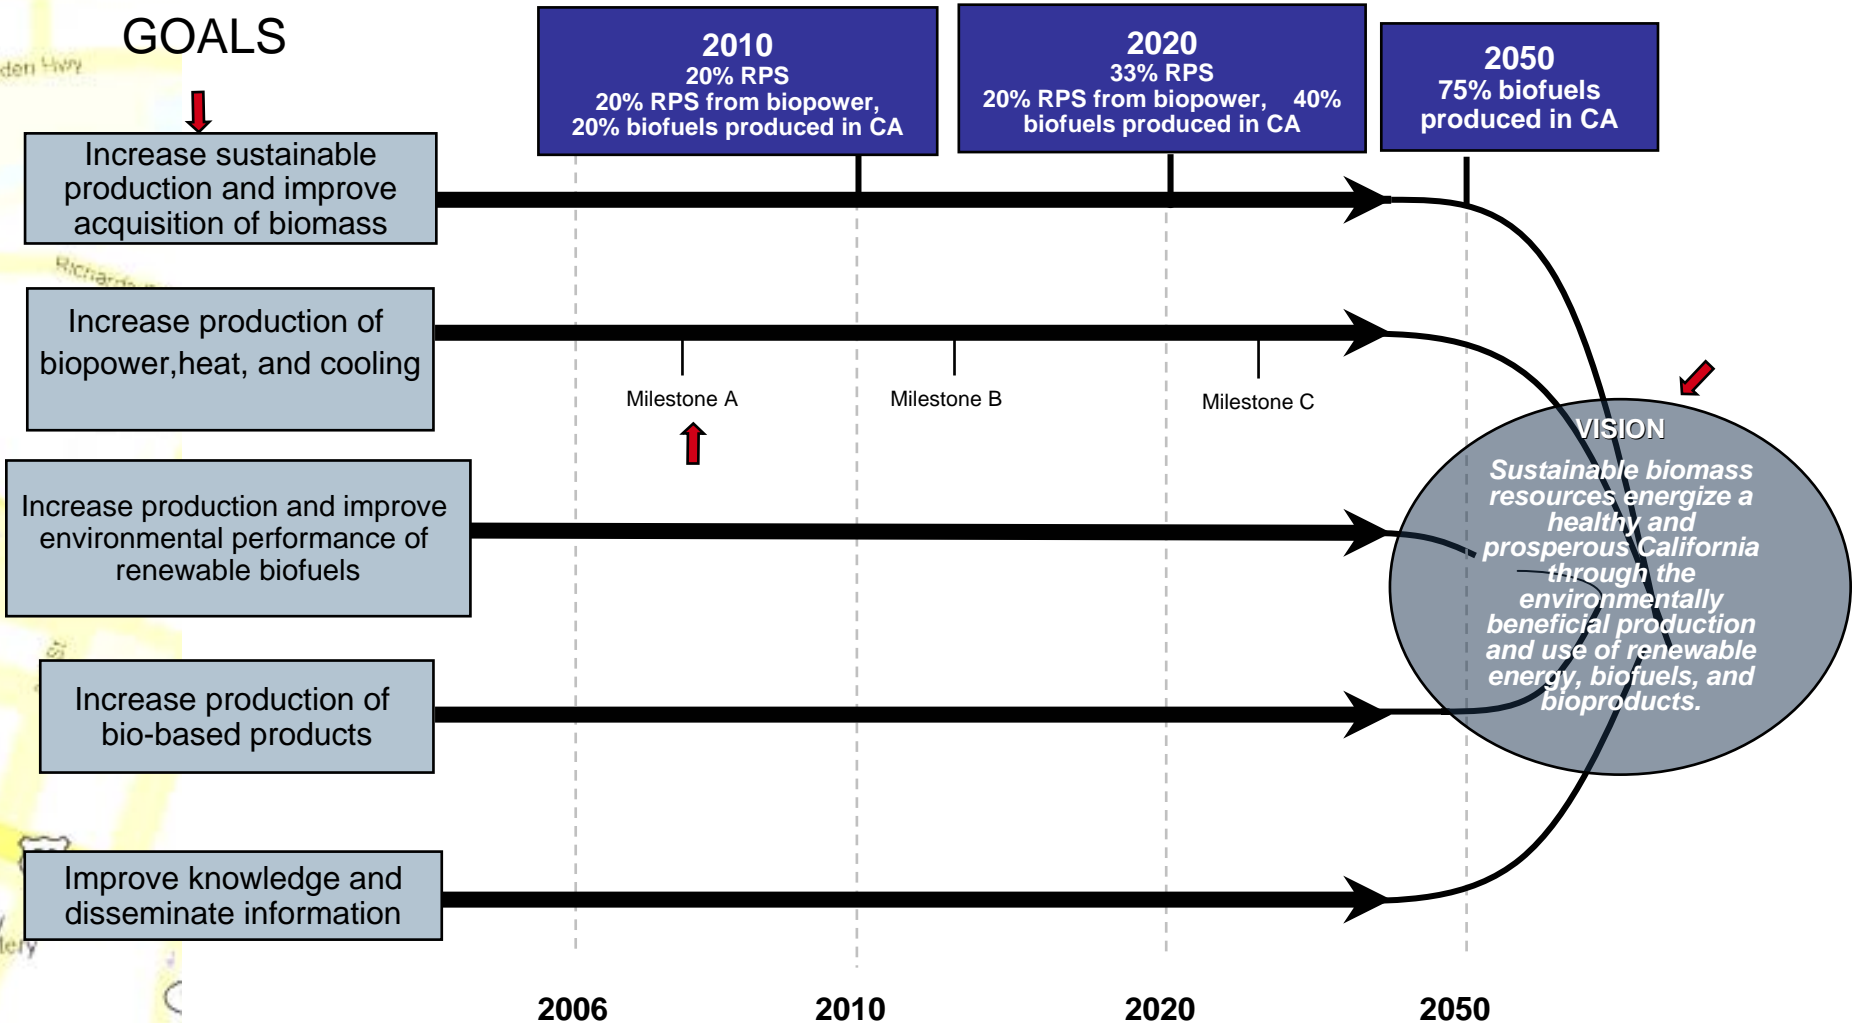 GOALS
den Hwy
2010
20% RPS
20% RPS from biopower,
20% biofuels produced in CA
2020
33% RPS
20% RPS from biopower, 40%
biofuels produced in CA
2050
75% biofuels
produced in CA
Increase sustainable
production and improve
acquisition of biomass
Increase production of
biopower,heat, and cooling
Milestone A
Milestone B
Milestone C
Increase production and improve
environmental performance of
renewable biofuels
VISION
Sustainable biomass
resources energize a
healthy and
prosperous California
through the
environmentally
beneficial production
and use of renewable
energy, biofuels, and
bioproducts.
St
Increase production of
bio-based products
Improve knowledge and
disseminate information
2006
2010
2020
2050